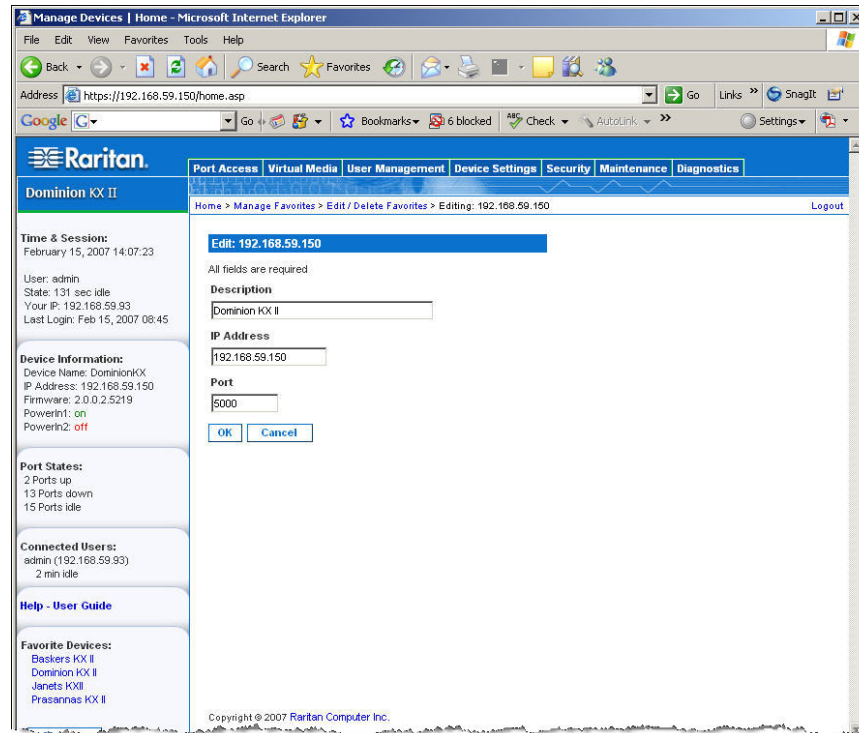 Manage Devices | Home - Microsoft Internet Explorer
File Edit View Favorites Tools Help
Back Search Favorites
Address https://192.168.59.150/home.asp Go Links » SnagIt
Google G Go Bookmarks 6 blocked ABC Check AutoLink » Settings
Raritan.
Dominion KX II
Port Access Virtual Media User Management Device Settings Security Maintenance Diagnostics
Home > Manage Favorites > Edit / Delete Favorites > Editing: 192.168.59.150 Logout
Time & Session:
February 15, 2007 14:07:23
User: admin
State: 131 sec idle
Your IP: 192.168.59.93
Last Login: Feb 15, 2007 08:45
Device Information:
Device Name: DominionKX
IP Address: 192.168.59.150
Firmware: 2.0.0.2.5219
PowerIn1: on
PowerIn2: off
Port States:
2 Ports up
13 Ports down
15 Ports idle
Connected Users:
admin (192.168.59.93)
2 min idle
Help - User Guide
Favorite Devices:
Baskers KX II
Dominion KX II
Janets KXII
Prasannas KX II
Edit: 192.168.59.150
All fields are required
Description
Dominion KX II
IP Address
192.168.59.150
Port
5000
OK Cancel
Copyright © 2007 Raritan Computer Inc.